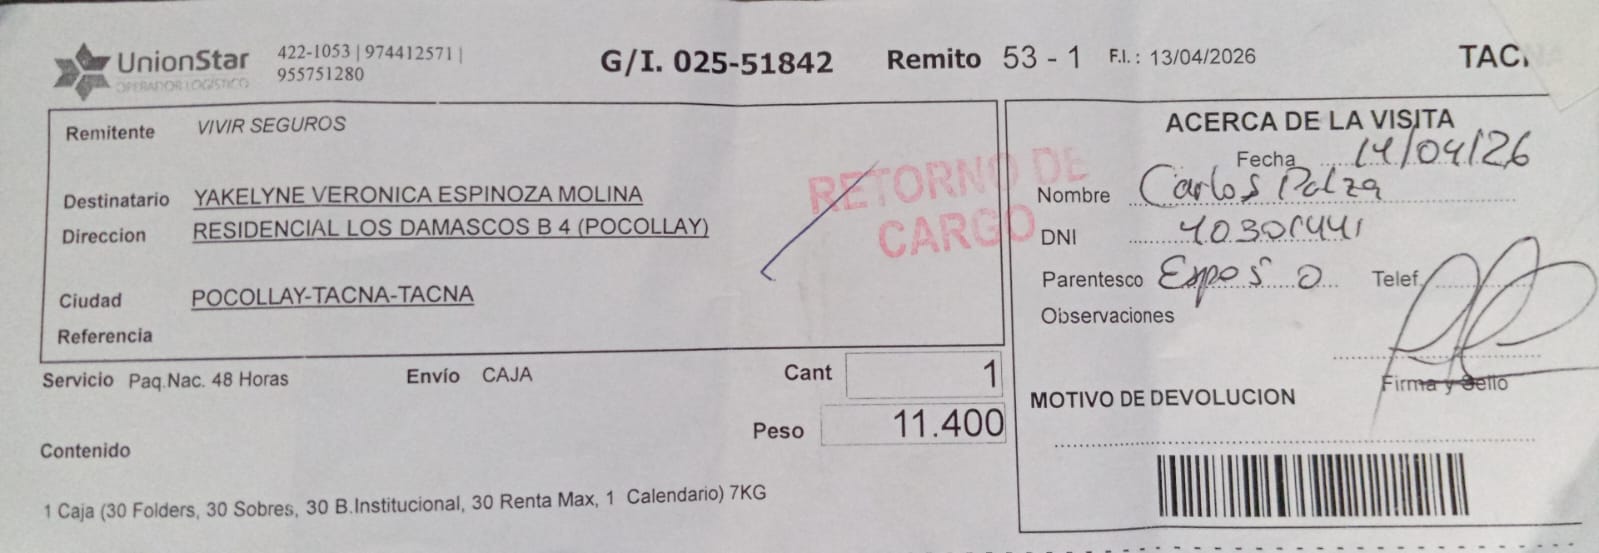 UnionStar
OPERADOR LOGÍSTICO
422-1053 | 974412571 |
955751280
G/I. 025-51842
Remito 53 - 1
F.I. : 13/04/2026
TAC
Remitente VIVIR SEGUROS
Destinatario YAKELYNE VERONICA ESPINOZA MOLINA
Direccion RESIDENCIAL LOS DAMASCOS B 4 (POCOLLAY)
Ciudad POCOLLAY-TACNA-TACNA
Referencia
RETORNO DE
CARGO
Servicio Paq.Nac. 48 Horas
Envío CAJA
Cant 1
Peso 11.400
Contenido
1 Caja (30 Folders, 30 Sobres, 30 B.Institucional, 30 Renta Max, 1 Calendario) 7KG
ACERCA DE LA VISITA
Fecha 14/04/26
Nombre Carlos Palza
DNI 40301441
Parentesco Esposo Telef.
Observaciones
Firma y Sello
MOTIVO DE DEVOLUCION